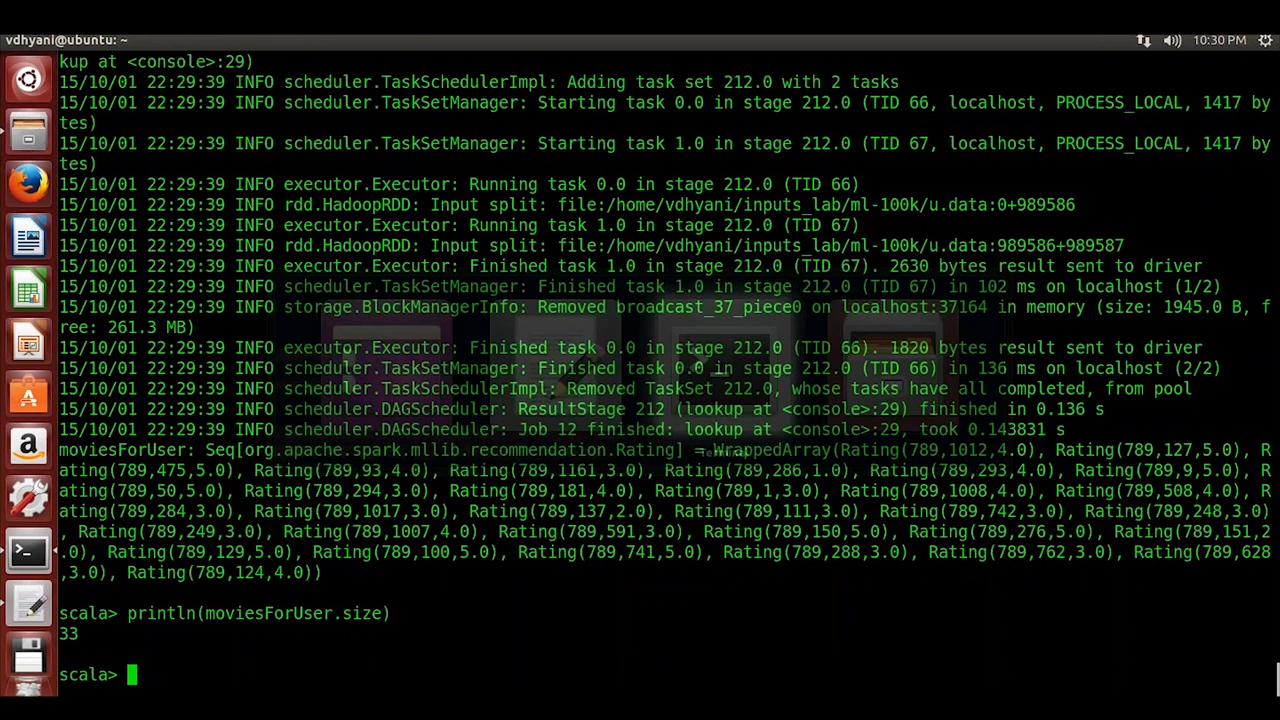 vdhyani@ubuntu: ~
10:30 PM
kup at <console>:29)
15/10/01 22:29:39 INFO scheduler.TaskSchedulerImpl: Adding task set 212.0 with 2 tasks
15/10/01 22:29:39 INFO scheduler.TaskSetManager: Starting task 0.0 in stage 212.0 (TID 66, localhost, PROCESS_LOCAL, 1417 by
tes)
15/10/01 22:29:39 INFO scheduler.TaskSetManager: Starting task 1.0 in stage 212.0 (TID 67, localhost, PROCESS_LOCAL, 1417 by
tes)
15/10/01 22:29:39 INFO executor.Executor: Running task 0.0 in stage 212.0 (TID 66)
15/10/01 22:29:39 INFO rdd.HadoopRDD: Input split: file:/home/vdhyani/inputs_lab/ml-100k/u.data:0+989586
15/10/01 22:29:39 INFO executor.Executor: Running task 1.0 in stage 212.0 (TID 67)
15/10/01 22:29:39 INFO rdd.HadoopRDD: Input split: file:/home/vdhyani/inputs_lab/ml-100k/u.data:989586+989587
15/10/01 22:29:39 INFO executor.Executor: Finished task 1.0 in stage 212.0 (TID 67). 2630 bytes result sent to driver
15/10/01 22:29:39 INFO scheduler.TaskSetManager: Finished task 1.0 in stage 212.0 (TID 67) in 102 ms on localhost (1/2)
15/10/01 22:29:39 INFO storage.BlockManagerInfo: Removed broadcast_37_piece0 on localhost:37164 in memory (size: 1945.0 B, f
ree: 261.3 MB)
15/10/01 22:29:39 INFO executor.Executor: Finished task 0.0 in stage 212.0 (TID 66). 1820 bytes result sent to driver
15/10/01 22:29:39 INFO scheduler.TaskSetManager: Finished task 0.0 in stage 212.0 (TID 66) in 136 ms on localhost (2/2)
15/10/01 22:29:39 INFO scheduler.TaskSchedulerImpl: Removed TaskSet 212.0, whose tasks have all completed, from pool
15/10/01 22:29:39 INFO scheduler.DAGScheduler: ResultStage 212 (lookup at <console>:29) finished in 0.136 s
15/10/01 22:29:39 INFO scheduler.DAGScheduler: Job 12 finished: lookup at <console>:29, took 0.143831 s
moviesForUser: Seq[org.apache.spark.mllib.recommendation.Rating] = WrappedArray(Rating(789,1012,4.0), Rating(789,127,5.0), R
ating(789,475,5.0), Rating(789,93,4.0), Rating(789,1161,3.0), Rating(789,286,1.0), Rating(789,293,4.0), Rating(789,9,5.0), R
ating(789,50,5.0), Rating(789,294,3.0), Rating(789,181,4.0), Rating(789,1,3.0), Rating(789,1008,4.0), Rating(789,508,4.0), R
ating(789,284,3.0), Rating(789,1017,3.0), Rating(789,137,2.0), Rating(789,111,3.0), Rating(789,742,3.0), Rating(789,248,3.0)
, Rating(789,249,3.0), Rating(789,1007,4.0), Rating(789,591,3.0), Rating(789,150,5.0), Rating(789,276,5.0), Rating(789,151,2
.0), Rating(789,129,5.0), Rating(789,100,5.0), Rating(789,741,5.0), Rating(789,288,3.0), Rating(789,762,3.0), Rating(789,628
,3.0), Rating(789,124,4.0))
scala> println(moviesForUser.size)
33
scala>